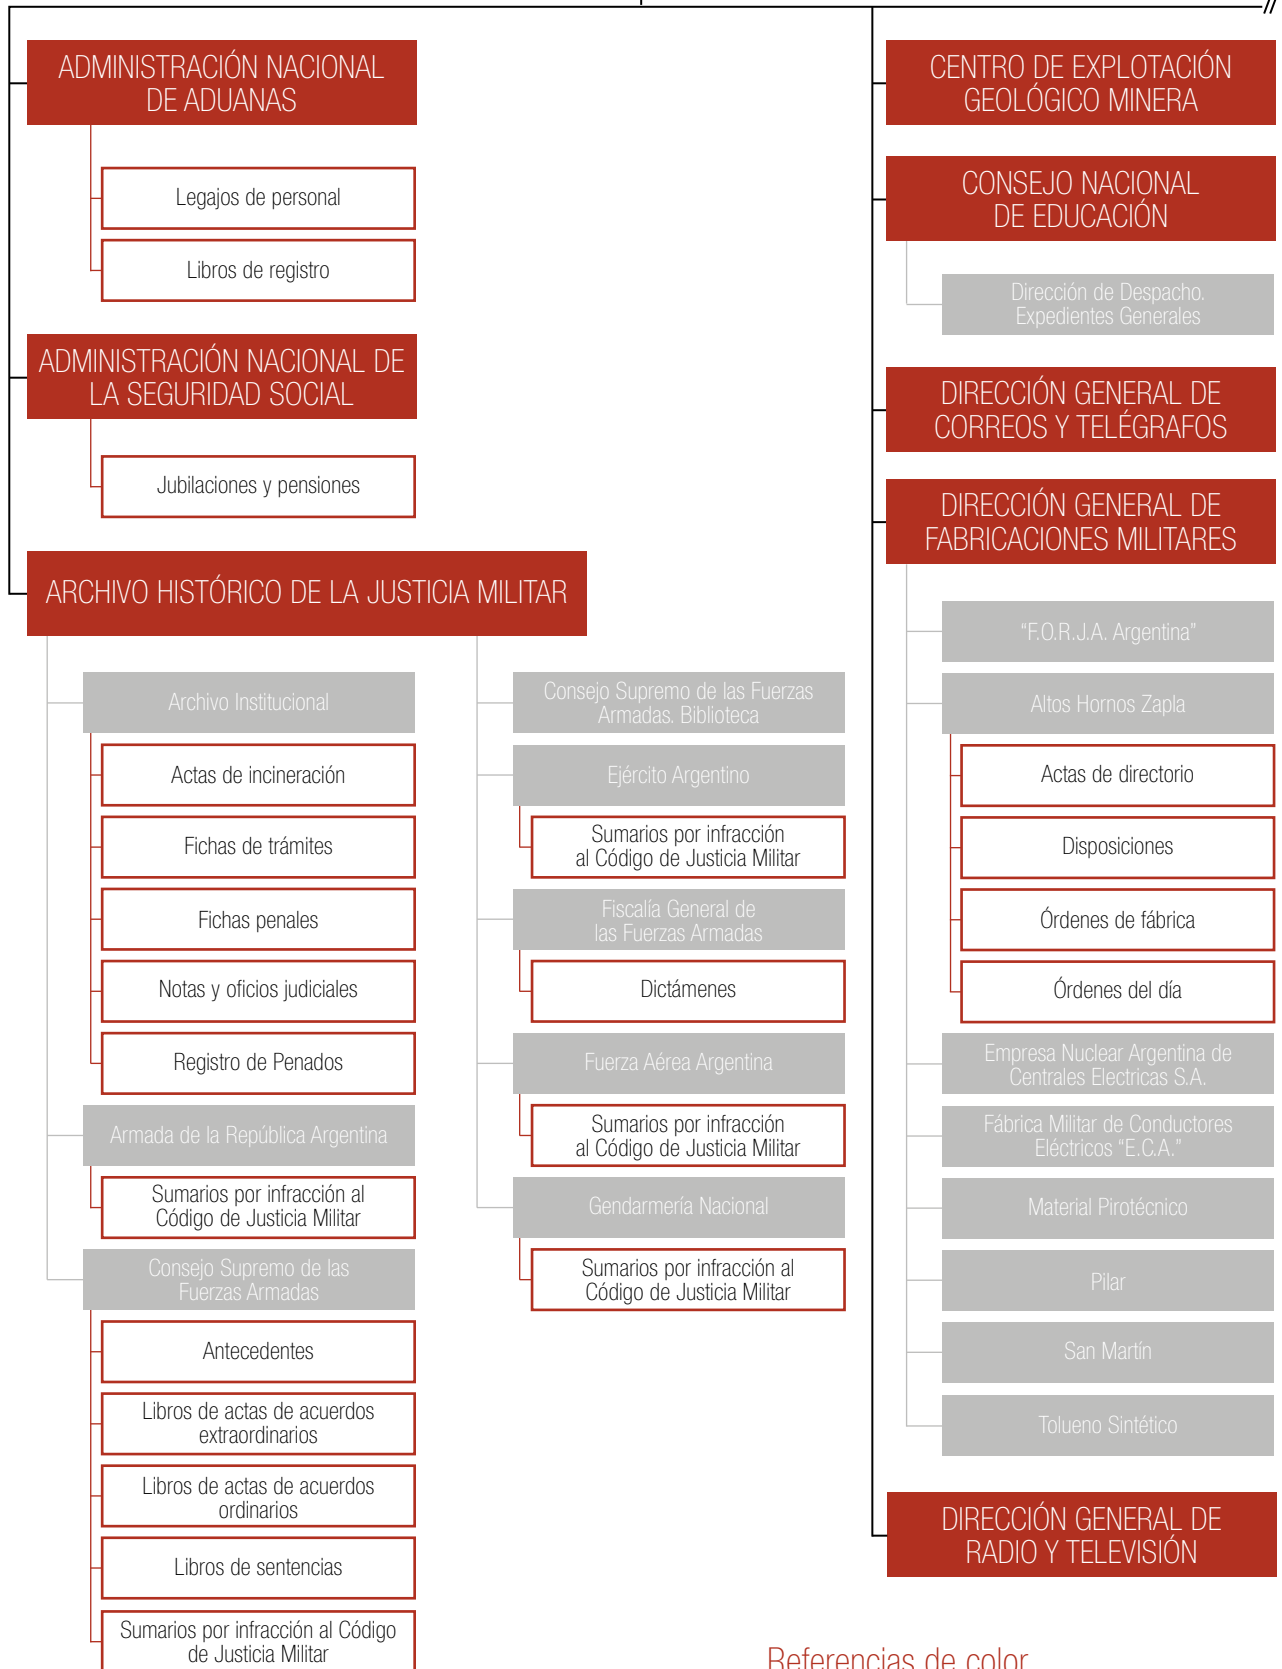 ADMINISTRACIÓN NACIONAL
DE ADUANAS
Legajos de personal
Libros de registro
ADMINISTRACIÓN NACIONAL DE
LA SEGURIDAD SOCIAL
Jubilaciones y pensiones
ARCHIVO HISTÓRICO DE LA JUSTICIA MILITAR
Archivo Institucional
Actas de incineración
Fichas de trámites
Fichas penales
Notas y oficios judiciales
Registro de Penados
Armada de la República Argentina
Sumarios por infracción al
Código de Justicia Militar
Consejo Supremo de las
Fuerzas Armadas
Antecedentes
Libros de actas de acuerdos
extraordinarios
Libros de actas de acuerdos
ordinarios
Libros de sentencias
Sumarios por infracción al Código
de Justicia Militar
Consejo Supremo de las Fuerzas
Armadas. Biblioteca
Ejército Argentino
Sumarios por infracción
al Código de Justicia Militar
Fiscalía General de
las Fuerzas Armadas
Dictámenes
Fuerza Aérea Argentina
Sumarios por infracción
al Código de Justicia Militar
Gendarmería Nacional
Sumarios por infracción al
Código de Justicia Militar
CENTRO DE EXPLOTACIÓN
GEOLÓGICO MINERA
CONSEJO NACIONAL
DE EDUCACIÓN
Dirección de Despacho.
Expedientes Generales
DIRECCIÓN GENERAL DE
CORREOS Y TELÉGRAFOS
DIRECCIÓN GENERAL DE
FABRICACIONES MILITARES
“F.O.R.J.A. Argentina”
Altos Hornos Zapla
Actas de directorio
Disposiciones
Órdenes de fábrica
Órdenes del día
Empresa Nuclear Argentina de
Centrales Electricas S.A.
Fábrica Militar de Conductores
Eléctricos “E.C.A.”
Material Pirotécnico
Pilar
San Martín
Tolueno Sintético
DIRECCIÓN GENERAL DE
RADIO Y TELEVISIÓN
Referencias de color